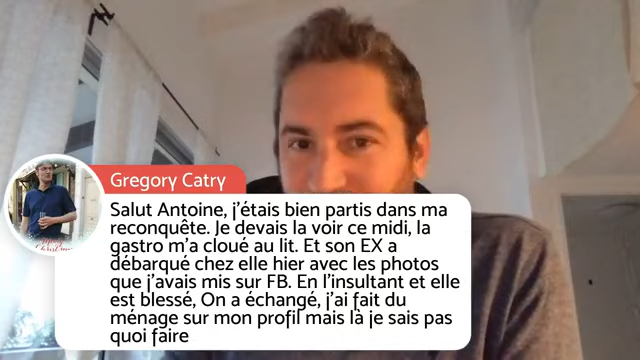 Gregory Catry
Salut Antoine, j'étais bien partis dans ma
reconquête. Je devais la voir ce midi, la
gastro m'a cloué au lit. Et son EX a
débarqué chez elle hier avec les photos
que j'avais mis sur FB. En l'insultant et elle
est blessé, On a échangé, j'ai fait du
ménage sur mon profil mais là je sais pas
quoi faire